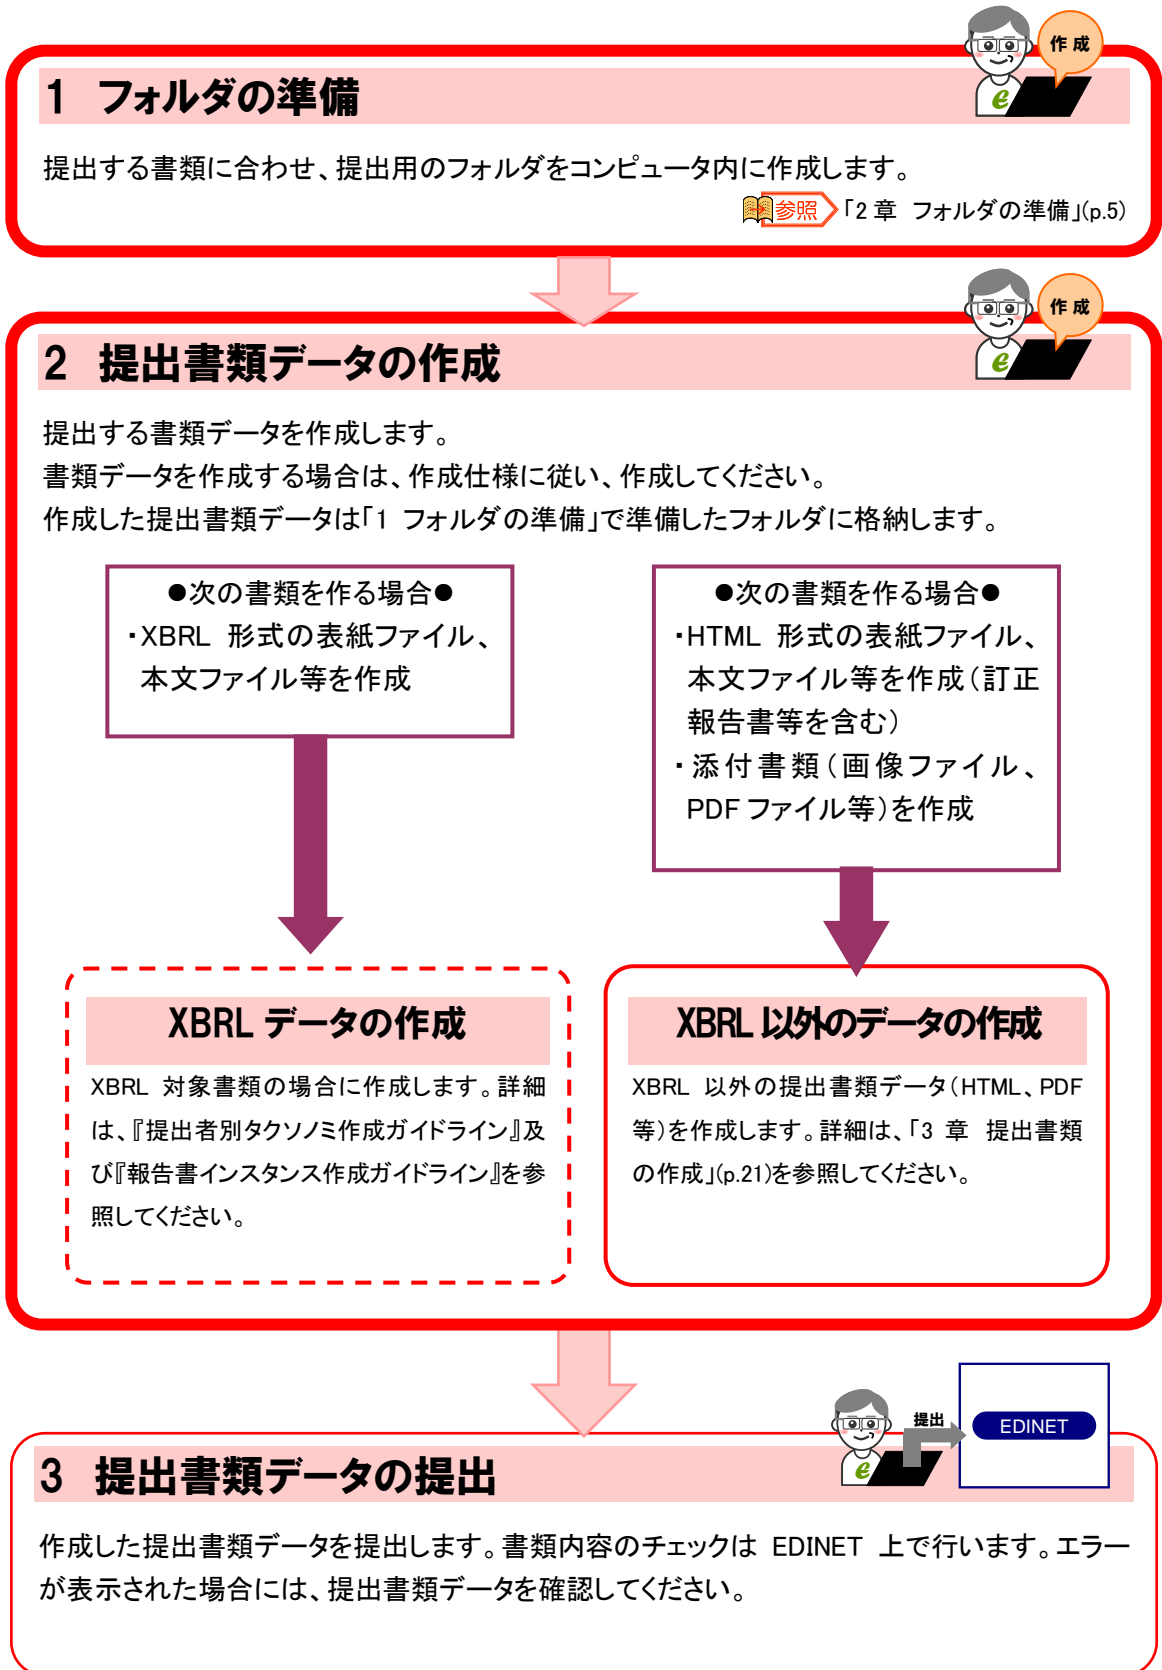 作成
1 フォルダの準備
提出する書類に合わせ、提出用のフォルダをコンピュータ内に作成します。
参照 「2章 フォルダの準備」(p.5)
作成
2 提出書類データの作成
提出する書類データを作成します。
書類データを作成する場合は、作成仕様に従い、作成してください。
作成した提出書類データは「1 フォルダの準備」で準備したフォルダに格納します。
●次の書類を作る場合●
・XBRL 形式の表紙ファイル、
本文ファイル等を作成
●次の書類を作る場合●
・HTML 形式の表紙ファイル、
本文ファイル等を作成(訂正
報告書等を含む)
・添付書類(画像ファイル、
PDFファイル等)を作成
XBRL データの作成
XBRL 対象書類の場合に作成します。詳細
は、『提出者別タクソノミ作成ガイドライン』及
び『報告書インスタンス作成ガイドライン』を参
照してください。
XBRL 以外のデータの作成
XBRL 以外の提出書類データ(HTML、PDF
等)を作成します。詳細は、「3 章 提出書類
の作成」(p.21)を参照してください。
提出
EDINET
3 提出書類データの提出
作成した提出書類データを提出します。書類内容のチェックは EDINET 上で行います。エラー
が表示された場合には、提出書類データを確認してください。